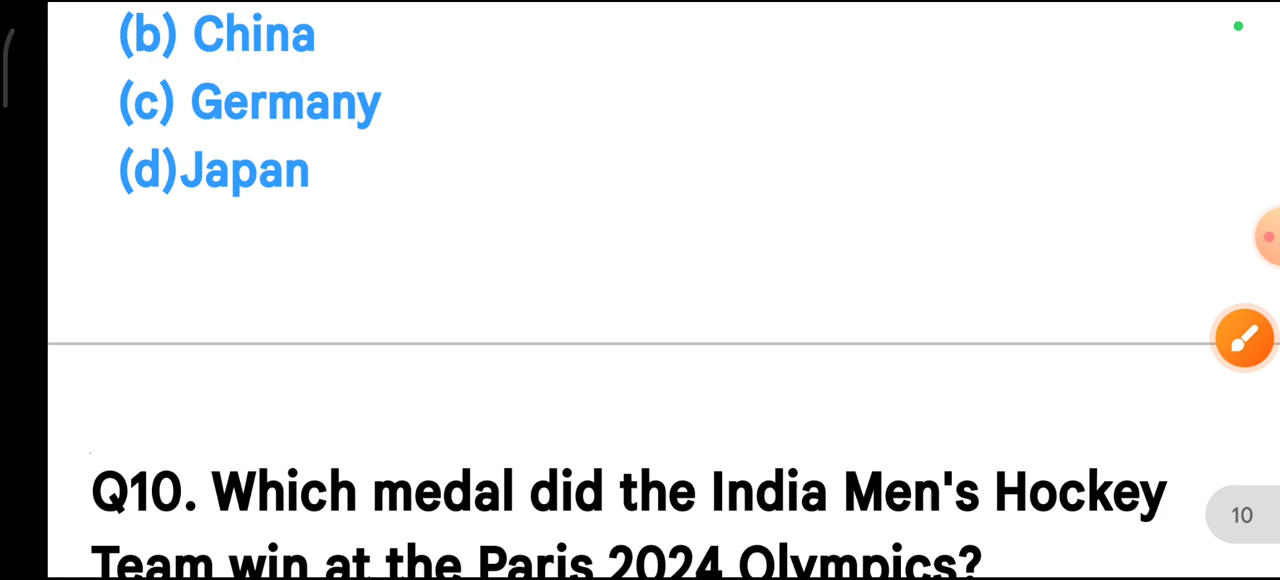 (b) China
(c) Germany
(d)Japan
Q10. Which medal did the India Men's Hockey
10
Team win at the Paris 2024 Olympics?